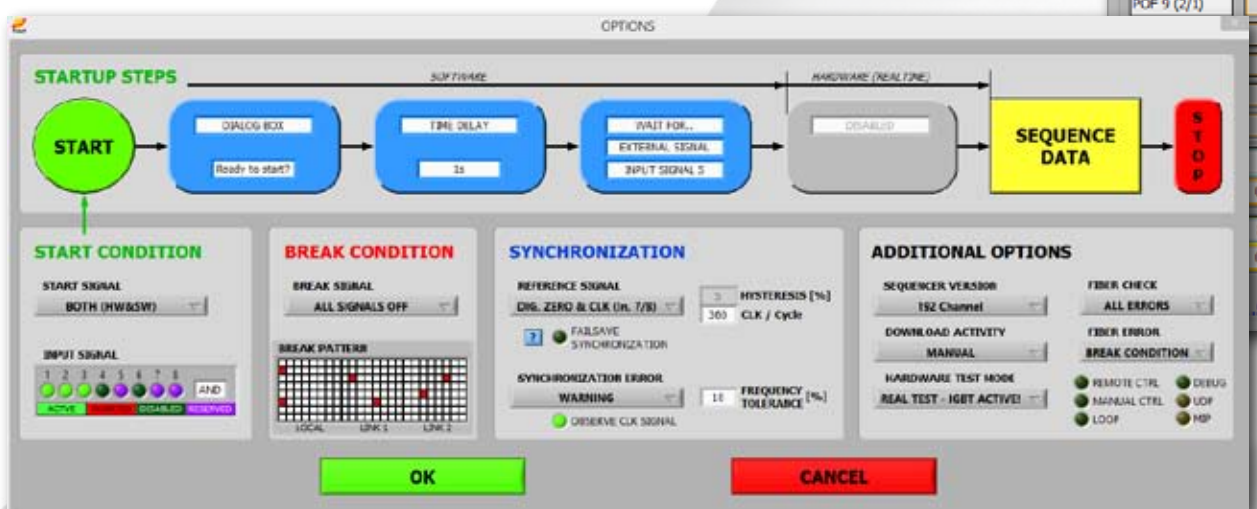 POF 9 (2/1)
OPTIONS
STARTUP STEPS
SOFTWARE
HARDWARE (REALTIME)
START
DIALOG BOX
Ready to start?
TIME DELAY
1s
WAIT FOR..
EXTERNAL SIGNAL
INPUT SIGNAL 5
DISABLED
SEQUENCE
DATA
STOP
START CONDITION
START SIGNAL
BOTH (HW&SW)
INPUT SIGNAL
1 2 3 4 5 6 7 8
AND
ACTIVE
DISABLED
RESERVED
BREAK CONDITION
BREAK SIGNAL
ALL SIGNALS OFF
BREAK PATTERN
LOCAL LINK 1 LINK 2
SYNCHRONIZATION
REFERENCE SIGNAL
DIG. ZERO & CLK (In. 7/8)
HYSTERESIS [%]
360 CLK / Cycle
?
FAILSAVE
SYNCHRONIZATION
SYNCHRONIZATION ERROR
WARNING
FREQUENCY
TOLERANCE [%]
OBSERVE CLK SIGNAL
ADDITIONAL OPTIONS
SEQUENCER VERSION
192 Channel
DOWNLOAD ACTIVITY
MANUAL
HARDWARE TEST MODE
REAL TEST - IGBT ACTIVE!
FIBER CHECK
ALL ERRORS
FIBER ERROR
BREAK CONDITION
REMOTE CTRL DEBUG
MANUAL CTRL UDF
LOOP
OK
CANCEL